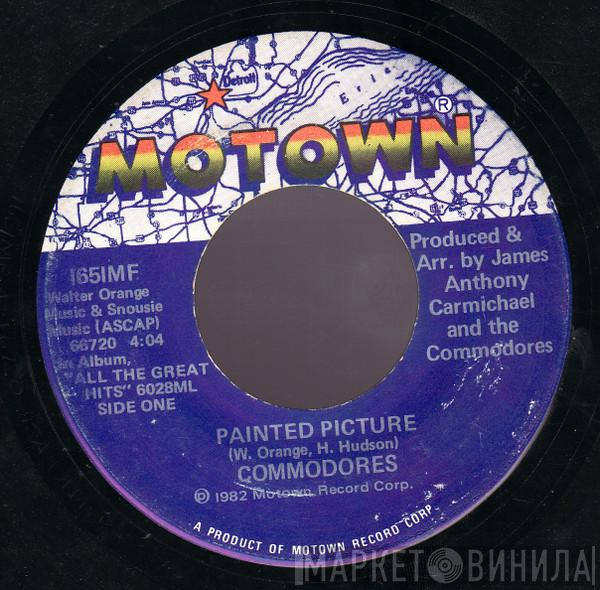 Detroit
Erie
MOTOWN®
1651MF
Walter Orange
Music & Snousie
Music (ASCAP)
66720 4:04
In Album,
"ALL THE GREAT
HITS" 6028ML
SIDE ONE
Produced &
Arr. by James
Anthony
Carmichael
and the
Commodores
PAINTED PICTURE
(W. Orange, H. Hudson)
COMMODORES
℗ 1982 Motown Record Corp.
A PRODUCT OF MOTOWN RECORD CORP.
МАРКЕТ ВИНИЛА